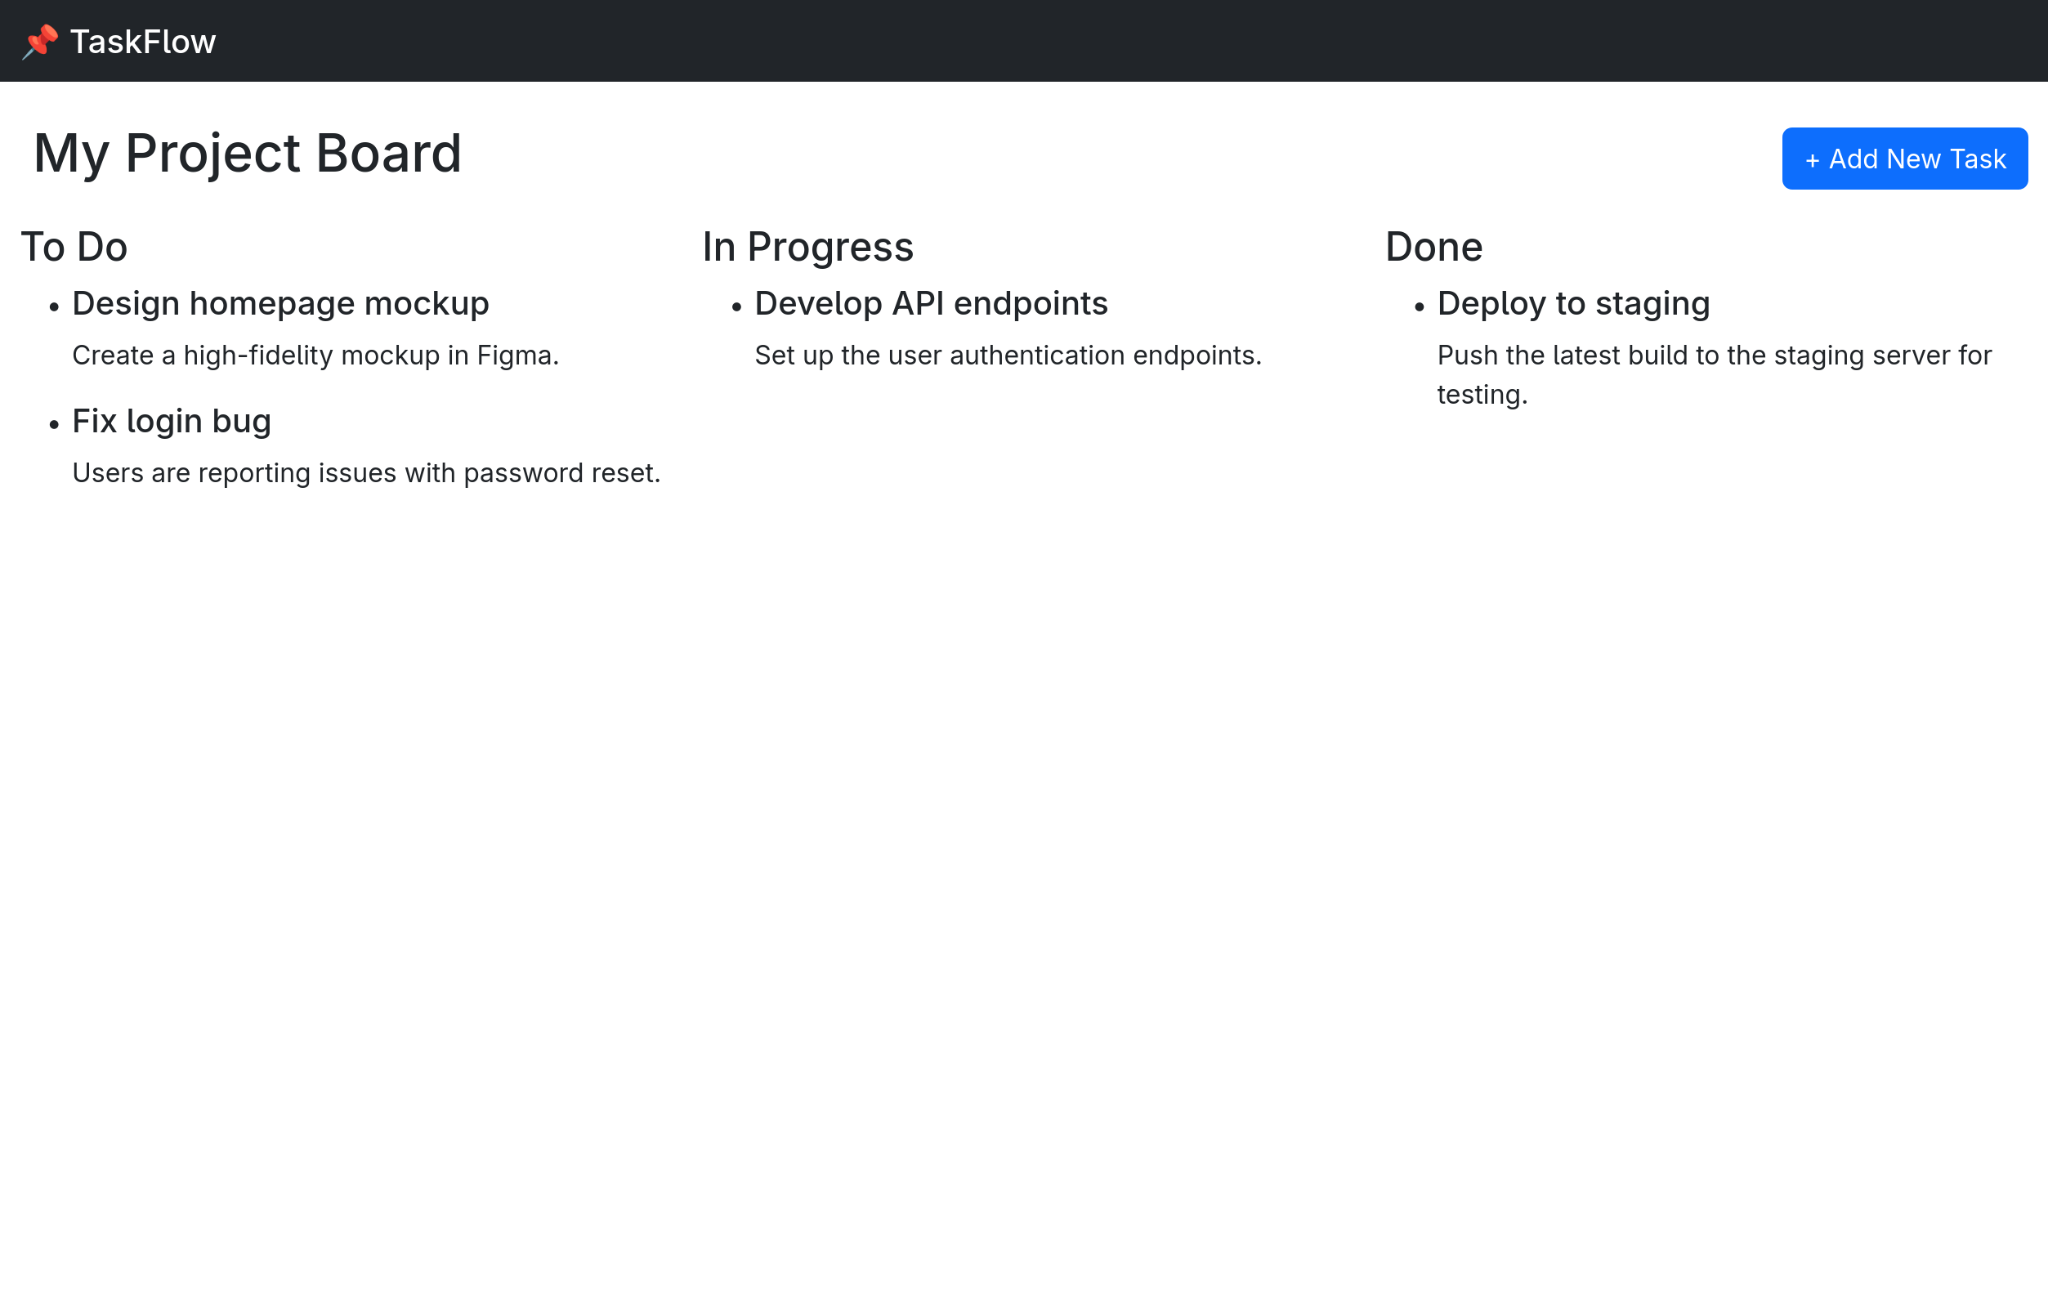 📌 TaskFlow
My Project Board
+ Add New Task
To Do
• Design homepage mockup
Create a high-fidelity mockup in Figma.
• Fix login bug
Users are reporting issues with password reset.
In Progress
• Develop API endpoints
Set up the user authentication endpoints.
Done
• Deploy to staging
Push the latest build to the staging server for
testing.